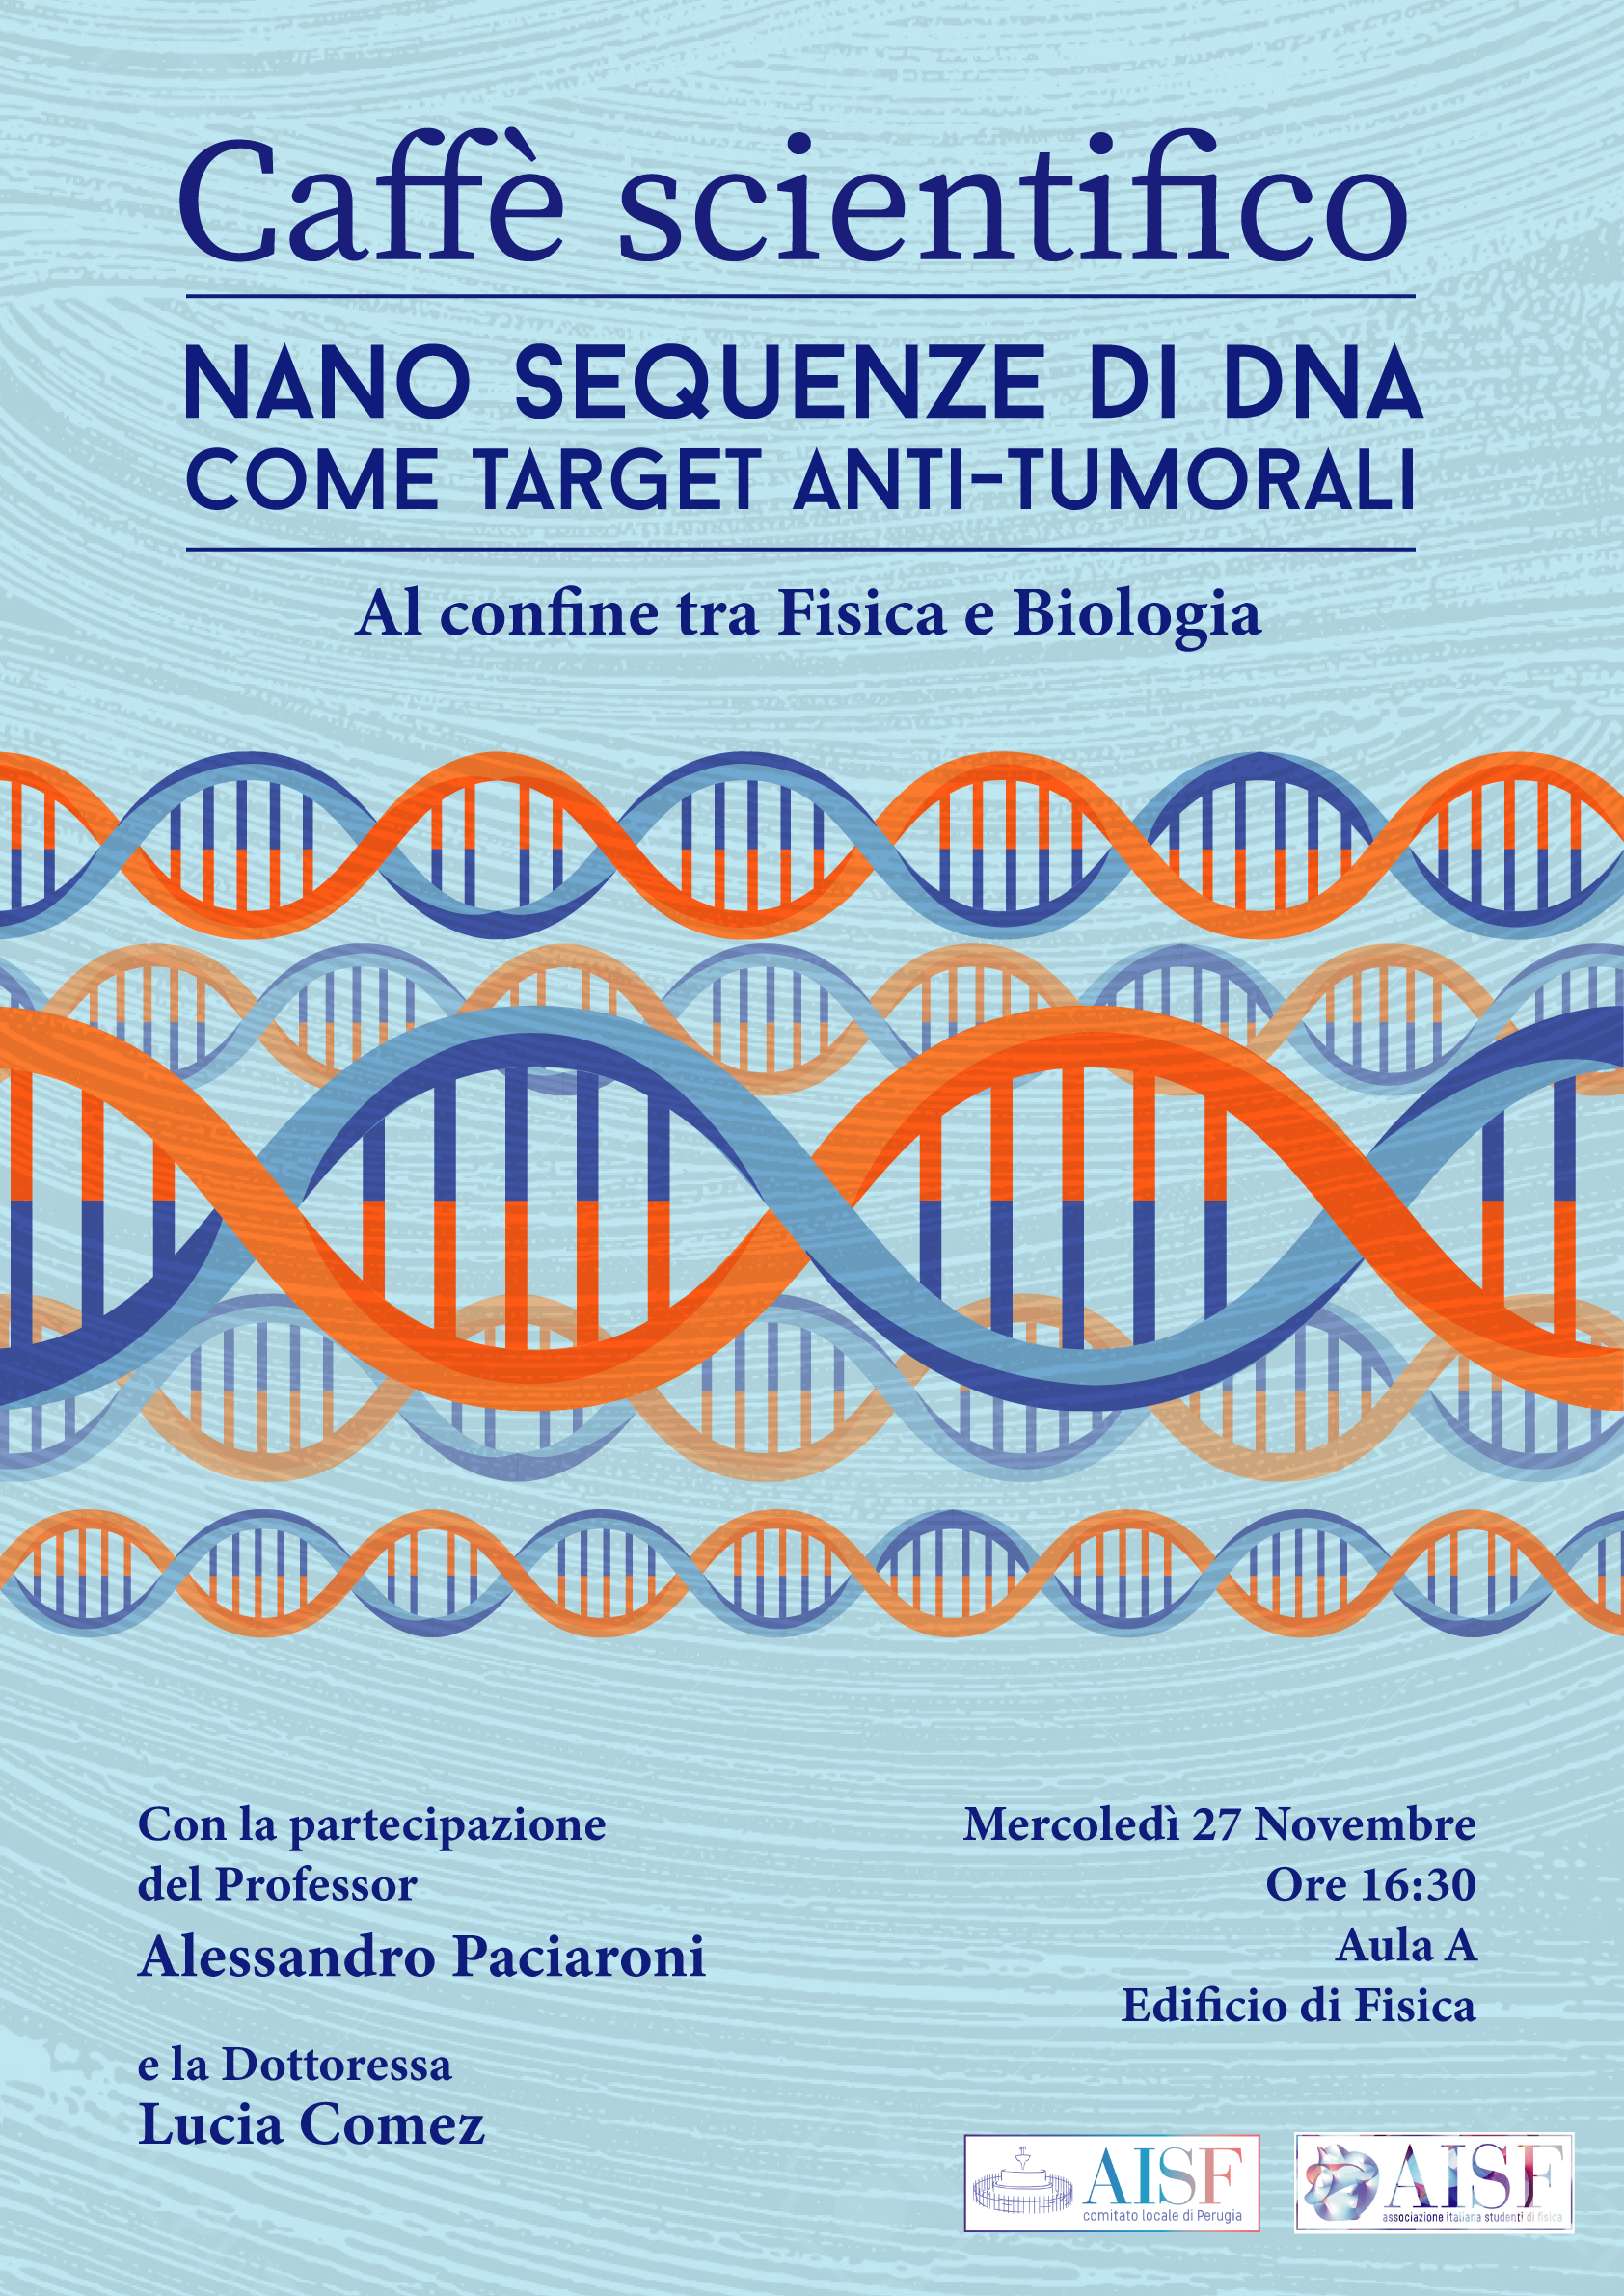 Caffè scientifico
NANO SEQUENZE DI DNA
COME TARGET ANTI-TUMORALI
Al confine tra Fisica e Biologia
Con la partecipazione
del Professor
Alessandro Paciaroni
e la Dottoressa
Lucia Comez
Mercoledì 27 Novembre
Ore 16:30
Aula A
Edificio di Fisica
AISF
comitato locale di Perugia
AISF
associazione italiana studenti di fisica